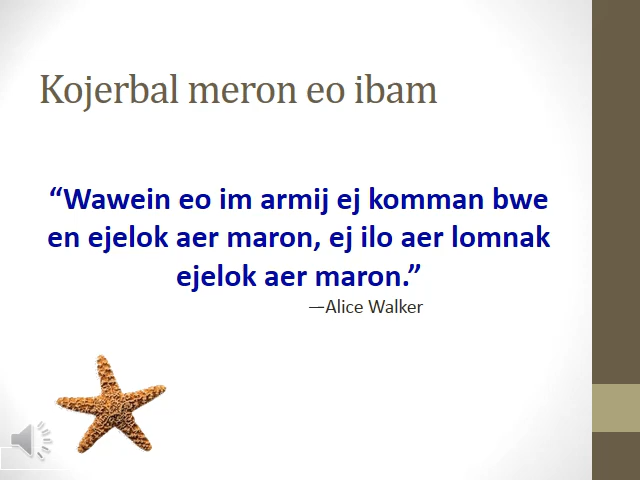 Kojerbal meron eo ibam
“Wawein eo im armij ej komman bwe
en ejelok aer maron, ej ilo aer lomnak
ejelok aer maron.”
—Alice Walker